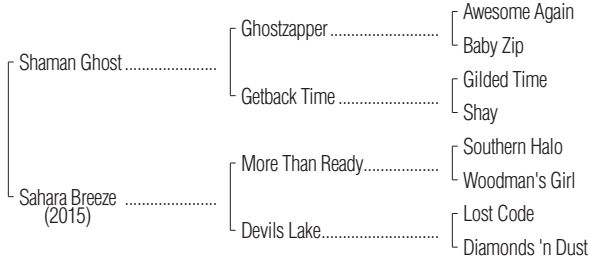 Awesome Again
Ghostzapper
Baby Zip
Shaman Ghost
Gilded Time
Getback Time
Shay
Southern Halo
More Than Ready
Woodman's Girl
Sahara Breeze
(2015)
Lost Code
Devils Lake
Diamonds 'n Dust